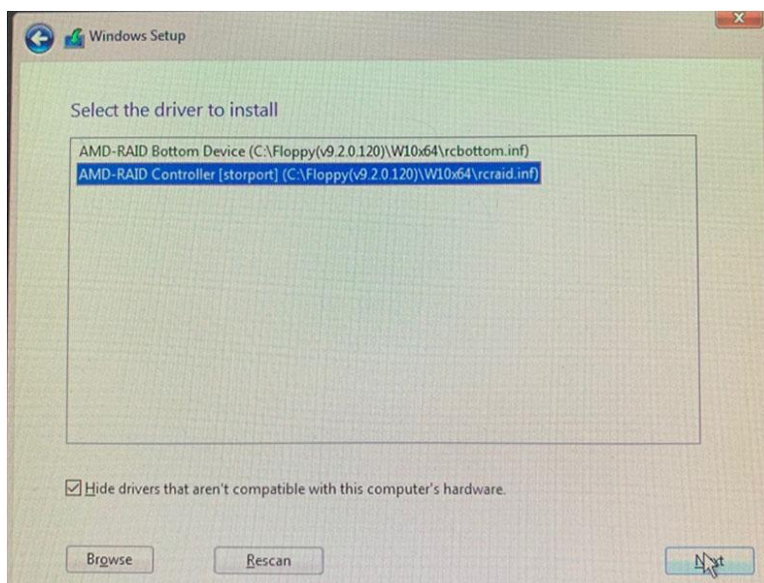 Windows Setup
Select the driver to install
AMD-RAID Bottom Device (C:\Floppy(v9.2.0.120)\W10x64\rcbottom.inf)
AMD-RAID Controller [storport] (C:\Floppy(v9.2.0.120)\W10x64\rcraid.inf)
Hide drivers that aren't compatible with this computer's hardware.
Browse
Rescan
Next